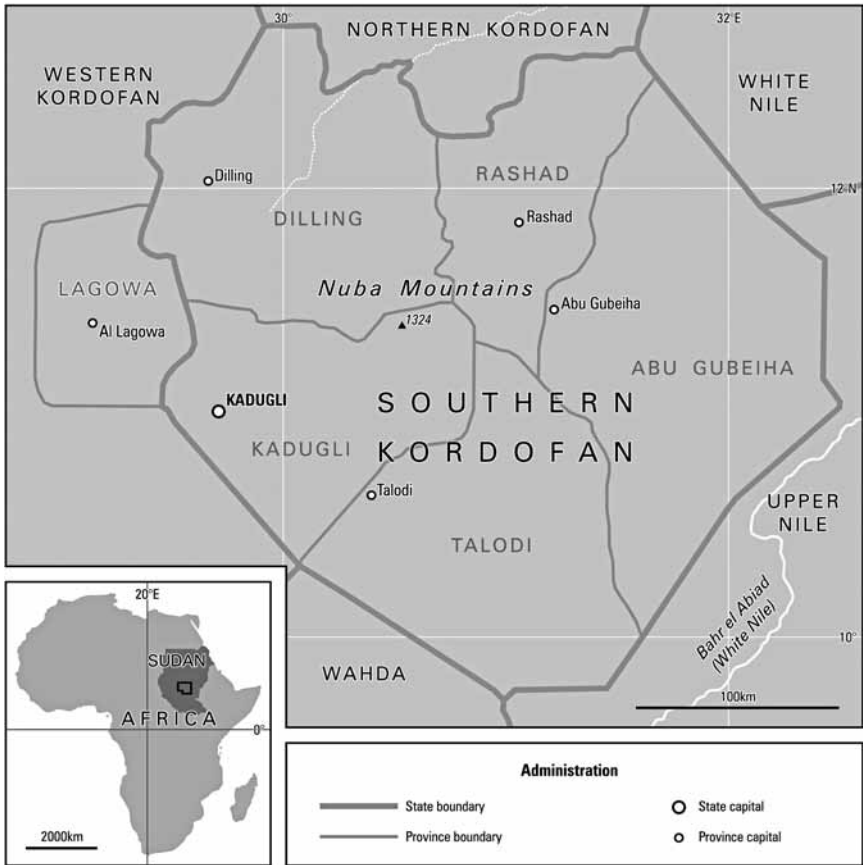 30°
32°E
NORTHERN KORDOFAN
WESTERN
KORDOFAN
WHITE
NILE
Dilling
RASHAD
12°N
DILLING
Rashad
LAGOWA
Nuba Mountains
Abu Gubeiha
Al Lagowa
1324
ABU GUBEIHA
KADUGLI
SOUTHERN
KORDOFAN
KADUGLI
Talodi
UPPER
NILE
TALODI
Bahr el Abiad
(White Nile)
10°
WAHDA
100km
20°E
SUDAN
AFRICA
0°
2000km
Administration
State boundary
State capital
Province boundary
Province capital